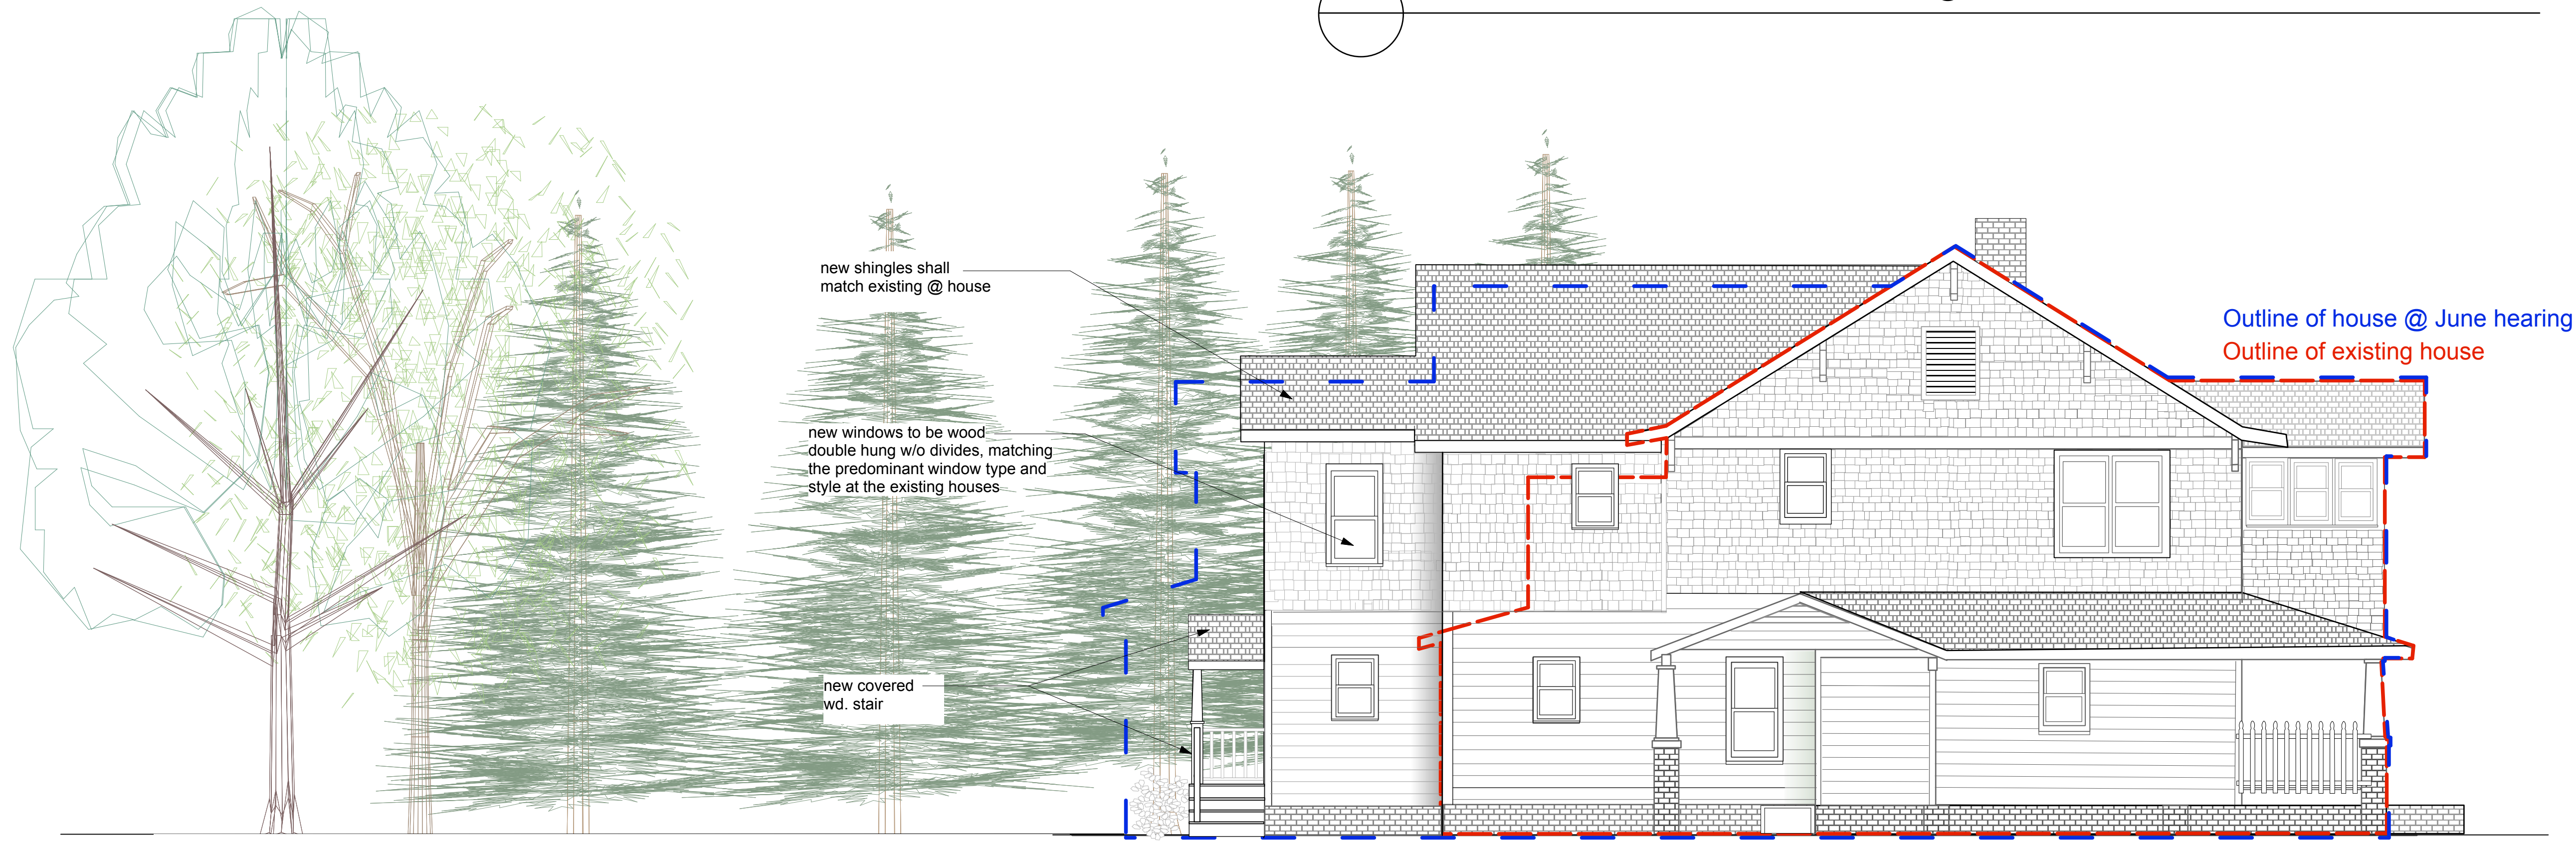 new shingles shall
match existing @ house
Outline of house @ June hearing
Outline of existing house
new windows to be wood
double hung w/o divides, matching
the predominant window type and
style at the existing houses
new covered
wd. stair